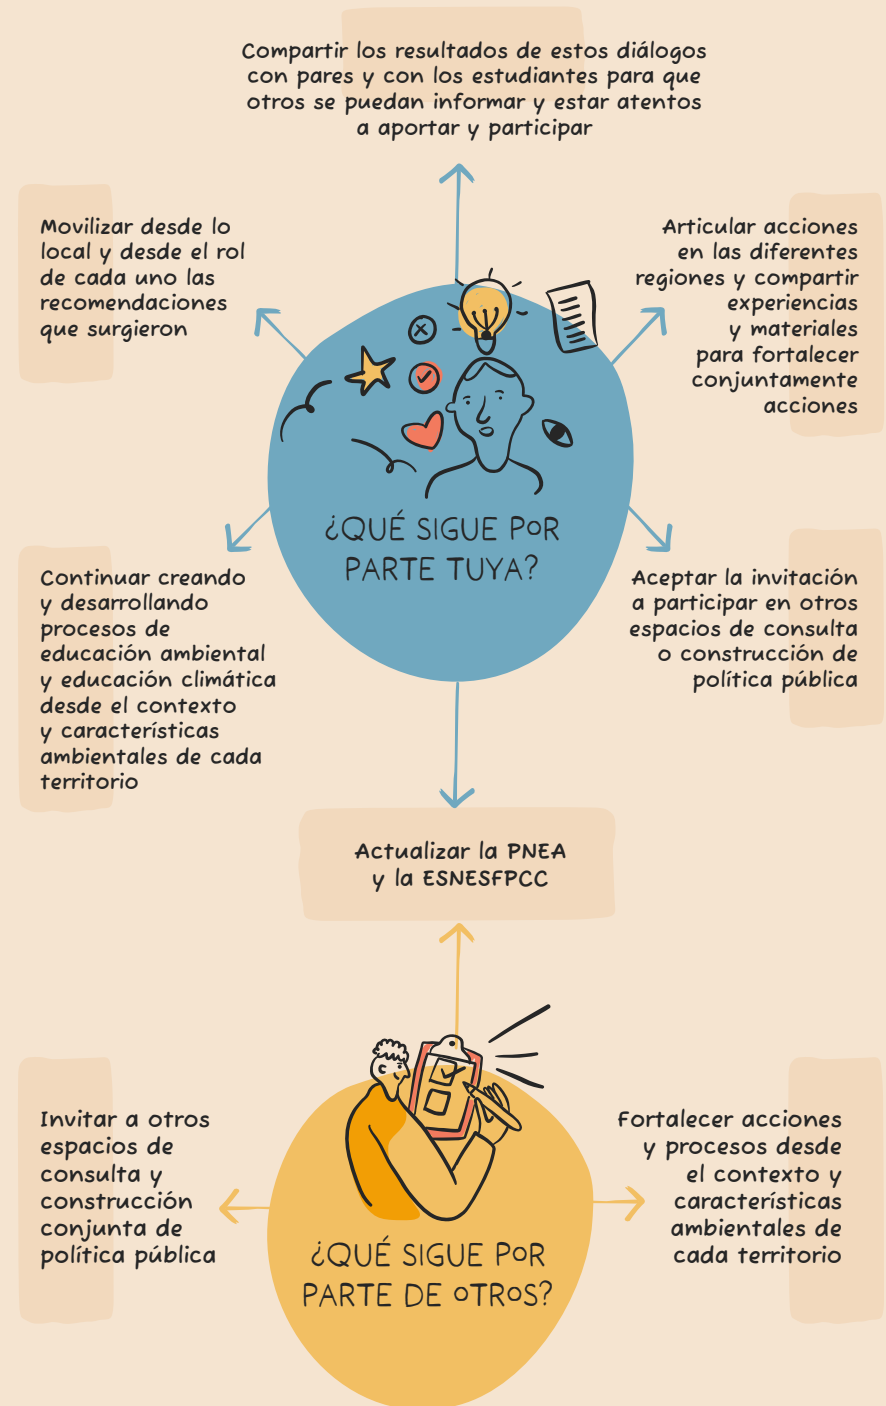 Compartir los resultados de estos diálogos
con pares y con los estudiantes para que
otros se puedan informar y estar atentos
a aportar y participar
Movilizar desde lo
local y desde el rol
de cada uno las
recomendaciones
que surgieron
Articular acciones
en las diferentes
regiones y compartir
experiencias
y materiales
para fortalecer
conjuntamente
acciones
¿QUÉ SIGUE POR
PARTE TUYA?
Continuar creando
y desarrollando
procesos de
educación ambiental
y educación climática
desde el contexto
y características
ambientales de cada
territorio
Aceptar la invitación
a participar en otros
espacios de consulta
o construcción de
política pública
Actualizar la PNEA
y la ESNESFPCC
Invitar a otros
espacios de
consulta y
construcción
conjunta de
política pública
Fortalecer acciones
y procesos desde
el contexto y
características
ambientales de
cada territorio
¿QUÉ SIGUE POR
PARTE DE OTROS?